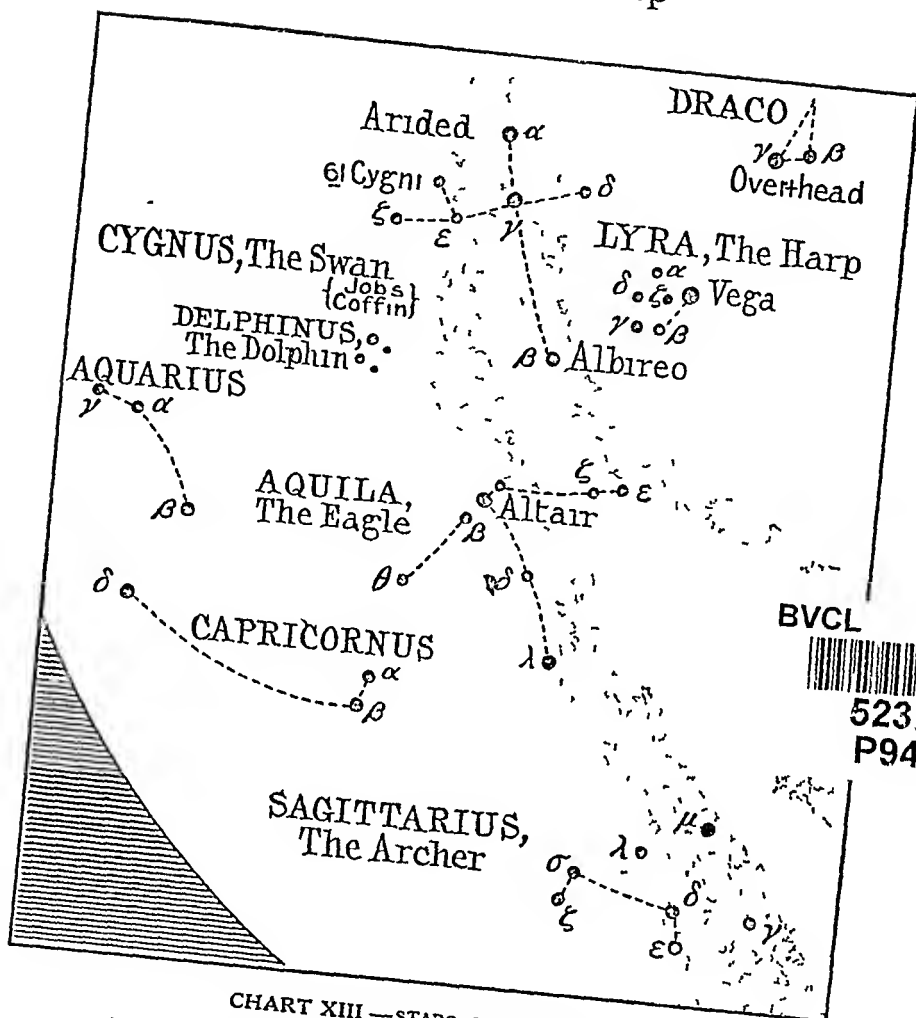 DRACO
Arided α
γ β
Overhead
61 Cygni
δ
ζ ε γ
LYRA, The Harp
α
δ ξ Vega
γ β
CYGNUS, The Swan
{Jobs Coffin}
DELPHINUS,
The Dolphin
β Albireo
AQUARIUS
γ α
β
AQUILA,
The Eagle
ζ ε
Altair
β
θ
δ
δ
CAPRICORNUS
α
β
λ
BVCL
523.
P94
SAGITTARIUS,
The Archer
μ
λ
σ
δ
ζ
γ
ε
CHART XIII.—STARS